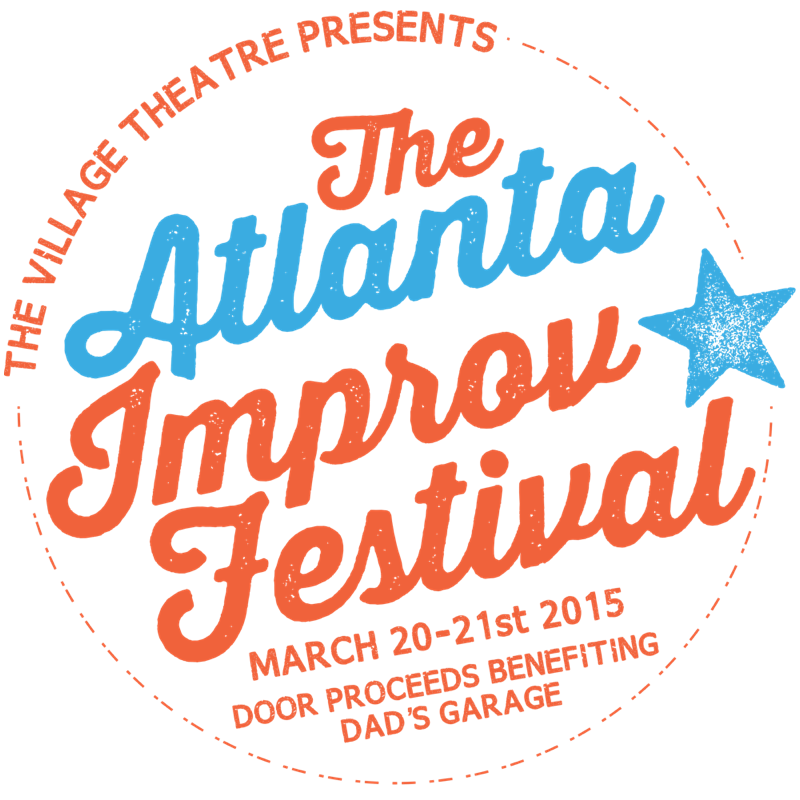 THE VILLAGE THEATRE PRESENTS
The
Atlanta
Improv
Festival
MARCH 20-21st 2015
DOOR PROCEEDS BENEFITING
DAD'S GARAGE